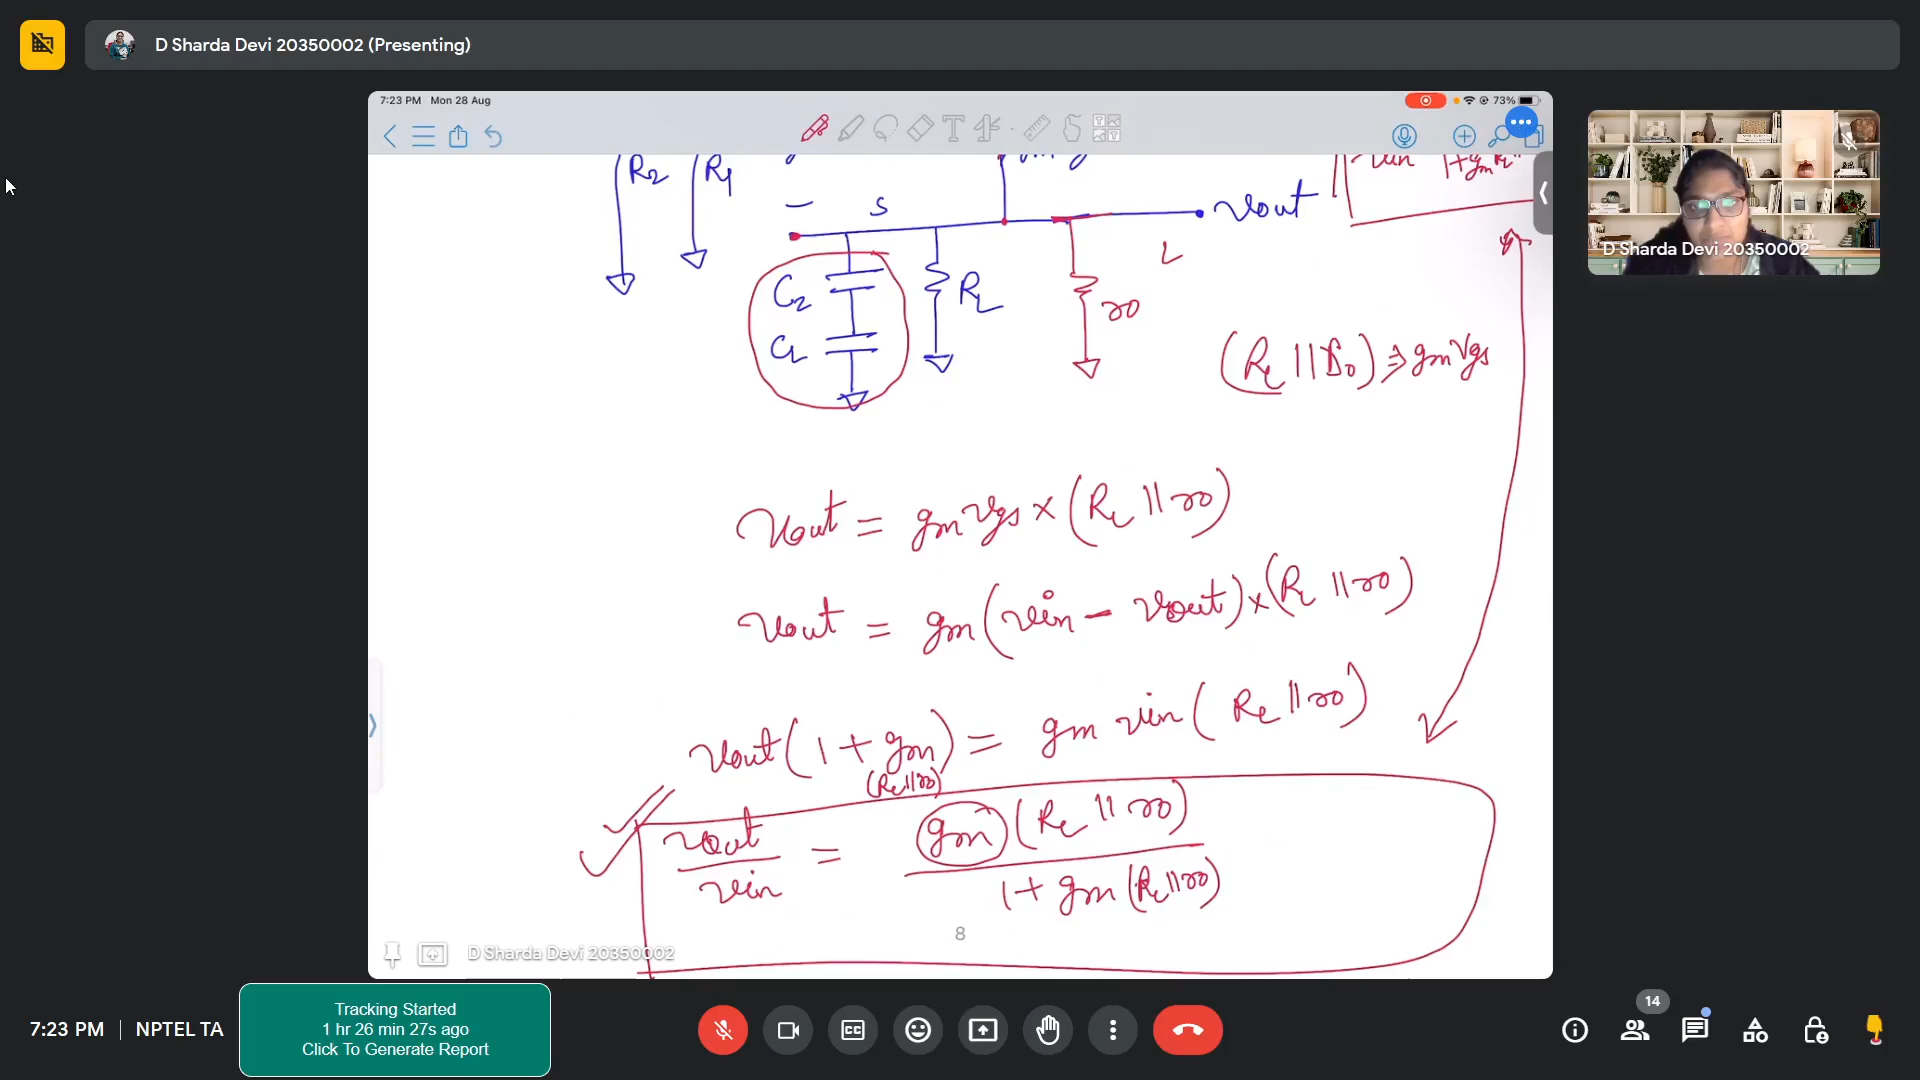 D Sharda Devi 20350002 (Presenting)
7:23 PM Mon 28 Aug
73%
R2 R1
S
Vout
C2
RL
r0
CL
(RL || r0) ⇒ gmVgs
Vout = gmVgs × (RL || r0)
Vout = gm(Vin - Vout) × (RL || r0)
Vout(1 + gm(RL||r0)) = gm Vin (RL || r0)
Vout/Vin = gm (RL || r0) / 1 + gm (RL || r0)
8
D Sharda Devi 20350002
D Sharda Devi 20350002
7:23 PM | NPTEL TA
Tracking Started
1 hr 26 min 27s ago
Click To Generate Report
14